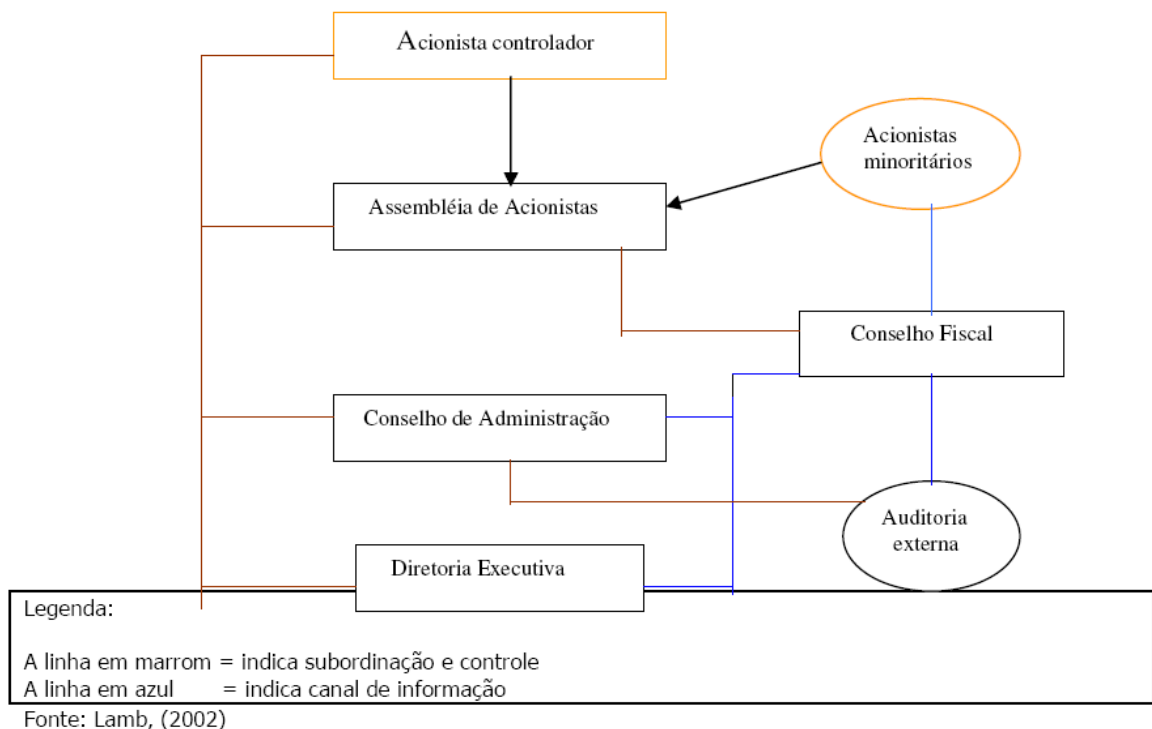 Acionista controlador
Acionistas
minoritários
Assembléia de Acionistas
Conselho Fiscal
Conselho de Administração
Auditoria
externa
Diretoria Executiva
Legenda:
A linha em marrom = indica subordinação e controle
A linha em azul = indica canal de informação
Fonte: Lamb, (2002)